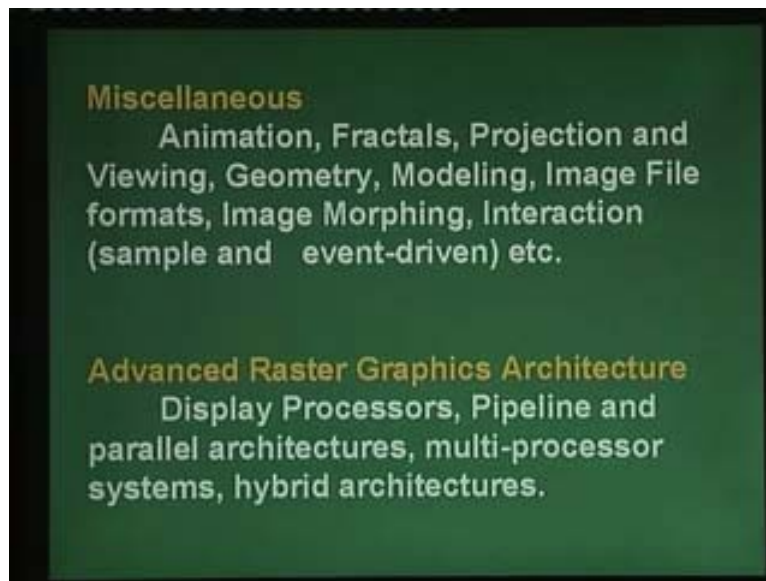 Miscellaneous
Animation, Fractals, Projection and
Viewing, Geometry, Modeling, Image File
formats, Image Morphing, Interaction
(sample and event-driven) etc.
Advanced Raster Graphics Architecture
Display Processors, Pipeline and
parallel architectures, multi-processor
systems, hybrid architectures.